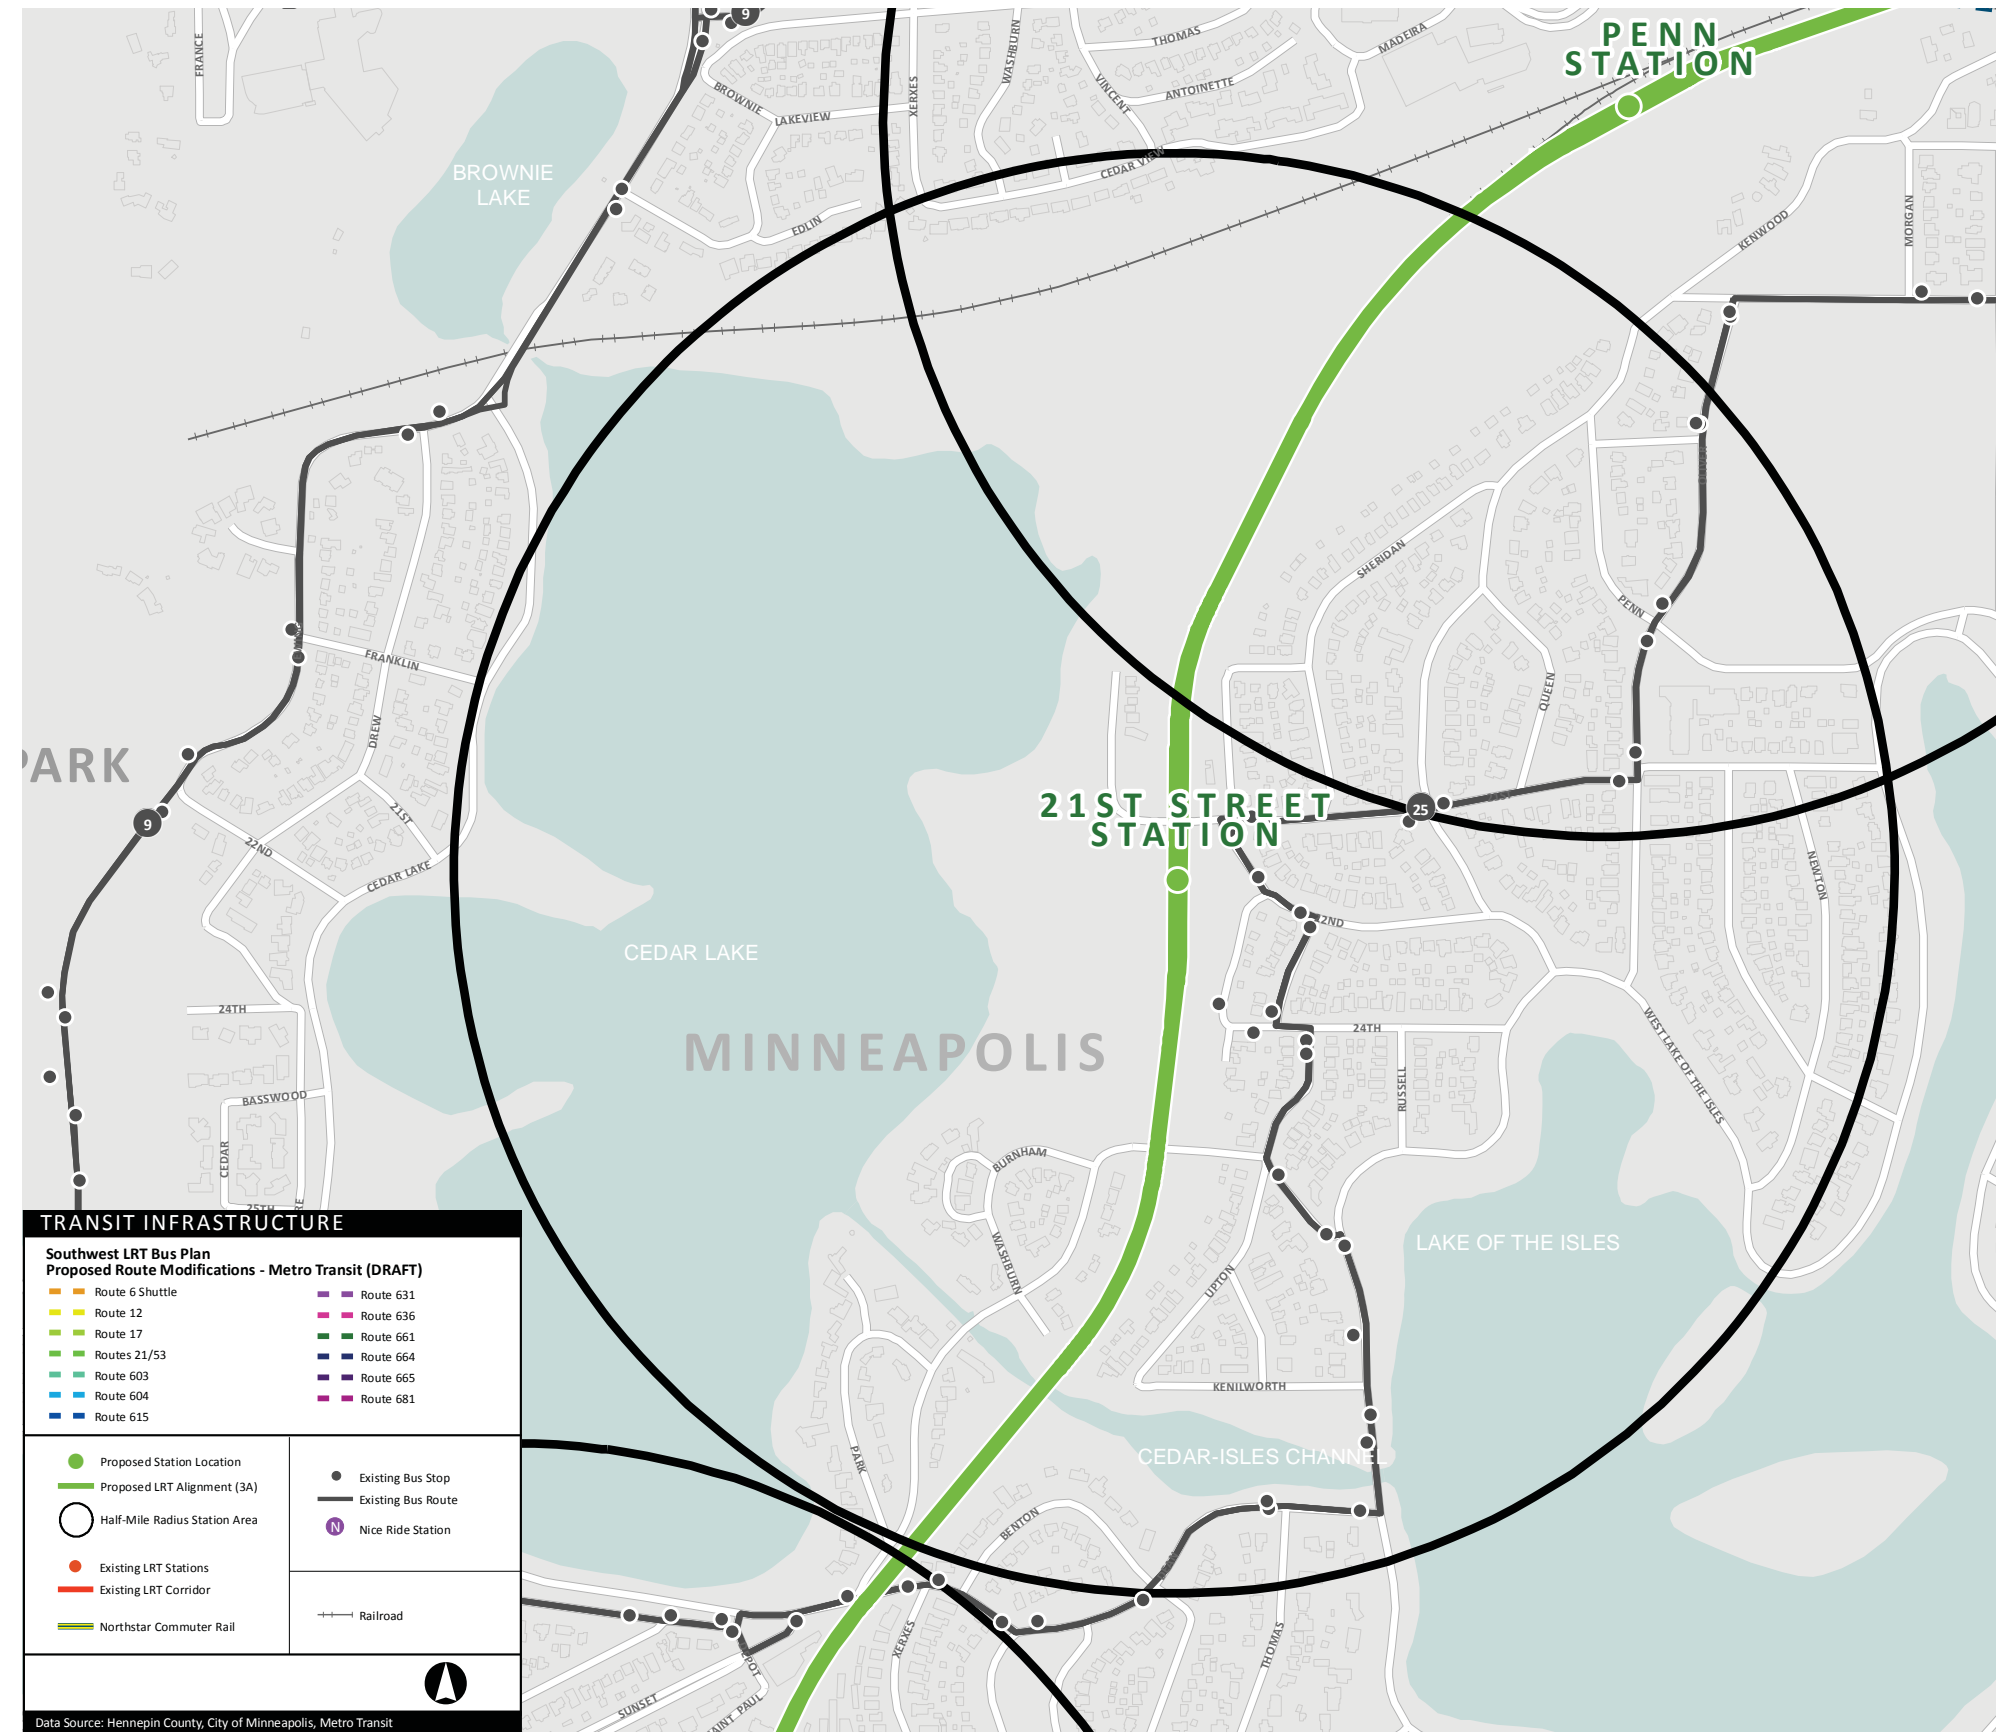 9
FRANCE
WASHBURN
THOMAS
MADEIRA
PENN
STATION
BROWNIE
LAKEVIEW
XERXES
VINCENT
ANTOINETTE
CEDAR VIEW
BROWNIE
LAKE
EDLIN
KENWOOD
MORGAN
SHERIDAN
PENN
FRANKLIN
DREW
QUEEN
PARK
9
21ST
22ND
CEDAR LAKE
21ST STREET
STATION
25
21ST
NEWTON
22ND
CEDAR LAKE
24TH
24TH
MINNEAPOLIS
WEST LAKE OF THE ISLES
RUSSELL
BASSWOOD
CEDAR
25TH
BURNHAM
WASHBURN
UPTON
LAKE OF THE ISLES
KENILWORTH
PARK
CEDAR-ISLES CHANNEL
BENTON
XERXES
THOMAS
SUNSET
TRANSIT INFRASTRUCTURE
Southwest LRT Bus Plan
Proposed Route Modifications - Metro Transit (DRAFT)
Route 6 Shuttle
Route 12
Route 17
Routes 21/53
Route 603
Route 604
Route 615
Route 631
Route 636
Route 661
Route 664
Route 665
Route 681
Proposed Station Location
Proposed LRT Alignment (3A)
Half-Mile Radius Station Area
Existing LRT Stations
Existing LRT Corridor
Northstar Commuter Rail
Existing Bus Stop
Existing Bus Route
N
Nice Ride Station
Railroad
Data Source: Hennepin County, City of Minneapolis, Metro Transit